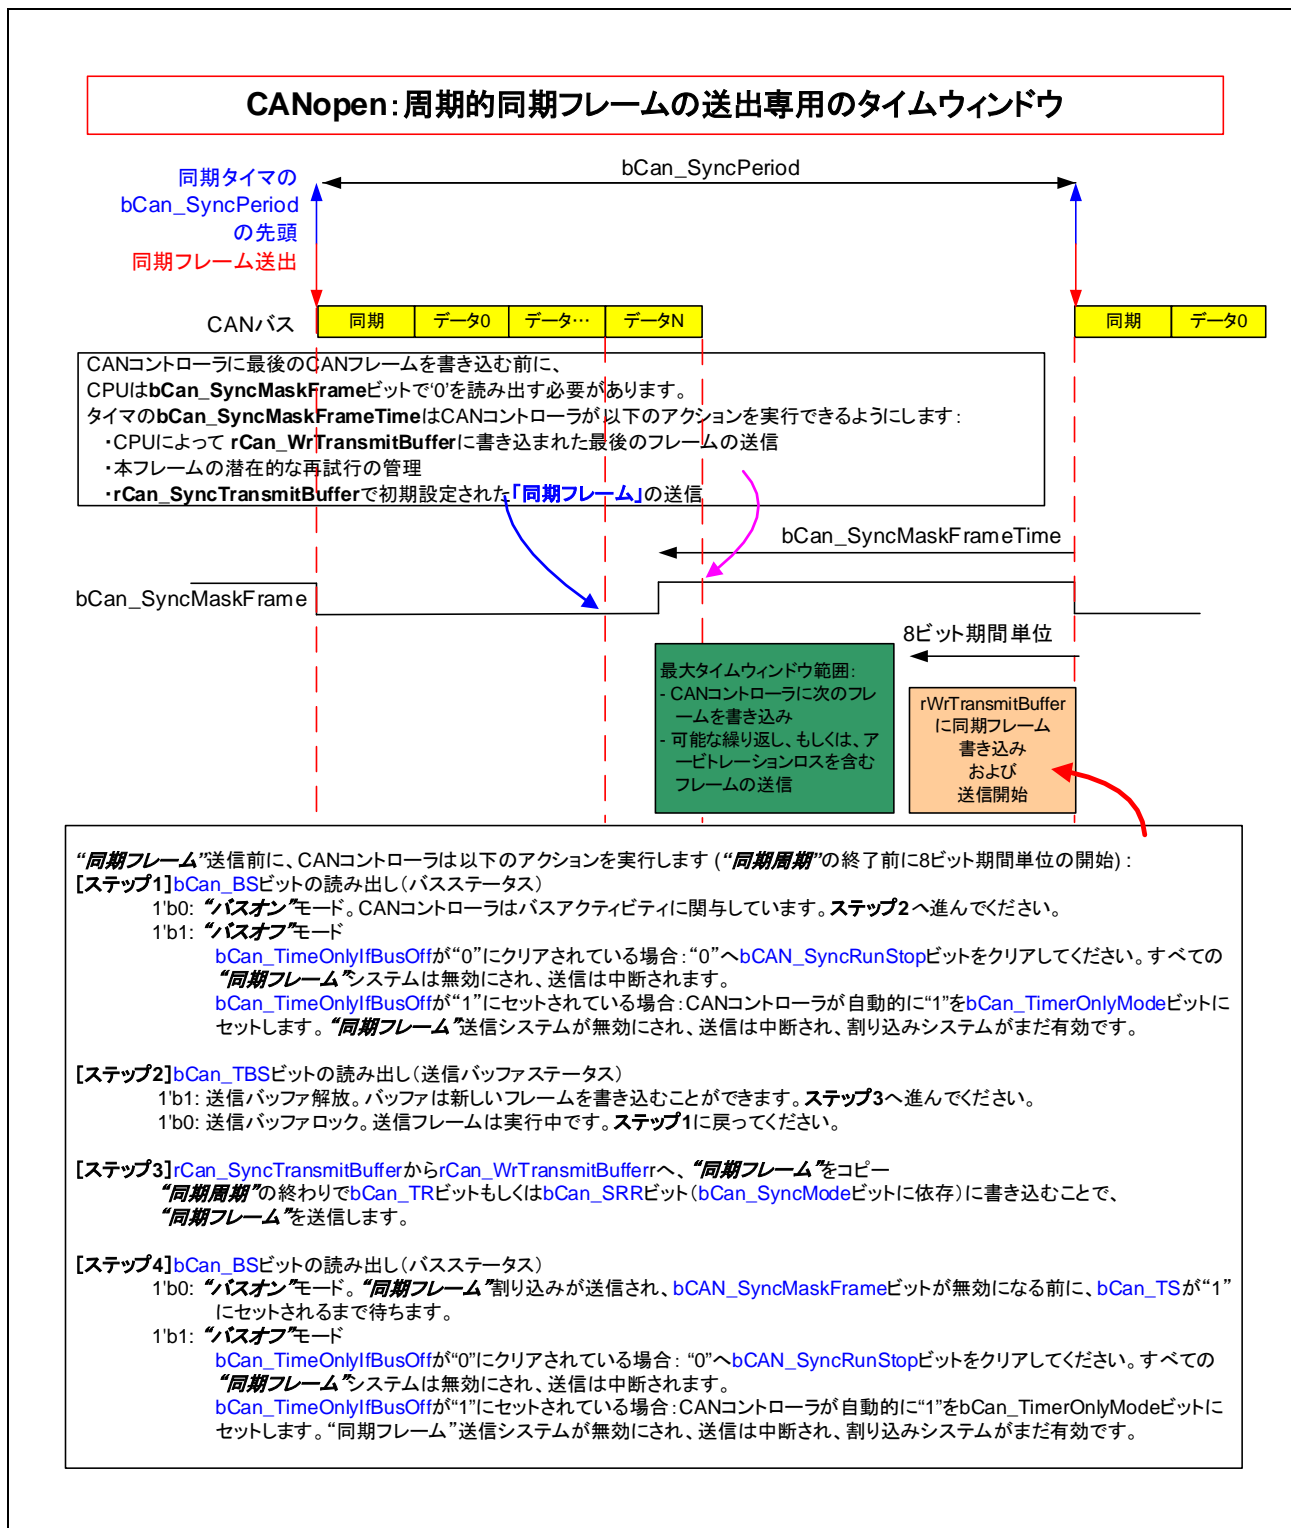 CANopen：周期的同期フレームの送出専用のタイムウィンドウ
同期タイマの
bCan_SyncPeriod
の先頭
bCan_SyncPeriod
同期フレーム送出
CANバス
同期
データ0
データ…
データN
同期
データ0
CANコントローラに最後のCANフレームを書き込む前に、
CPUはbCan_SyncMaskFrameビットで‘0’を読み出す必要があります。
タイマのbCan_SyncMaskFrameTimeはCANコントローラが以下のアクションを実行できるようにします：
・CPUによって rCan_WrTransmitBufferに書き込まれた最後のフレームの送信
・本フレームの潜在的な再試行の管理
・rCan_SyncTransmitBufferで初期設定された「同期フレーム」の送信
bCan_SyncMaskFrameTime
bCan_SyncMaskFrame
8ビット期間単位
最大タイムウィンドウ範囲:
- CANコントローラに次のフレ
ームを書き込み
- 可能な繰り返し、もしくは、ア
ービトレーションロスを含む
フレームの送信
rWrTransmitBuffer
に同期フレーム
書き込み
および
送信開始
“同期フレーム”送信前に、CANコントローラは以下のアクションを実行します (“同期周期”の終了前に8ビット期間単位の開始)：
[ステップ1]bCan_BSビットの読み出し（バスステータス）
1'b0: “バスオン”モード。CANコントローラはバスアクティビティに関与しています。ステップ2へ進んでください。
1'b1: “バスオフ”モード
bCan_TimeOnlyIfBusOffが“0”にクリアされている場合：“0”へbCAN_SyncRunStopビットをクリアしてください。すべての
“同期フレーム”システムは無効にされ、送信は中断されます。
bCan_TimeOnlyIfBusOffが“1”にセットされている場合：CANコントローラが自動的に“1”をbCan_TimerOnlyModeビットに
セットします。“同期フレーム”送信システムが無効にされ、送信は中断され、割り込みシステムがまだ有効です。
[ステップ2]bCan_TBSビットの読み出し（送信バッファステータス）
1'b1: 送信バッファ解放。バッファは新しいフレームを書き込むことができます。ステップ3へ進んでください。
1'b0: 送信バッファロック。送信フレームは実行中です。ステップ1に戻ってください。
[ステップ3]rCan_SyncTransmitBufferからrCan_WrTransmitBufferrへ、“同期フレーム”をコピー
“同期周期”の終わりでbCan_TRビットもしくはbCan_SRRビット（bCan_SyncModeビットに依存）に書き込むことで、
“同期フレーム”を送信します。
[ステップ4]bCan_BSビットの読み出し（バスステータス）
1'b0: “バスオン”モード。“同期フレーム”割り込みが送信され、bCAN_SyncMaskFrameビットが無効になる前に、bCan_TSが“1”
にセットされるまで待ちます。
1'b1: “バスオフ”モード
bCan_TimeOnlyIfBusOffが“0”にクリアされている場合： “0”へbCAN_SyncRunStopビットをクリアしてください。すべての
“同期フレーム”システムは無効にされ、送信は中断されます。
bCan_TimeOnlyIfBusOffが“1”にセットされている場合：CANコントローラが自動的に“1”をbCan_TimerOnlyModeビットに
セットします。“同期フレーム”送信システムが無効にされ、送信は中断され、割り込みシステムがまだ有効です。